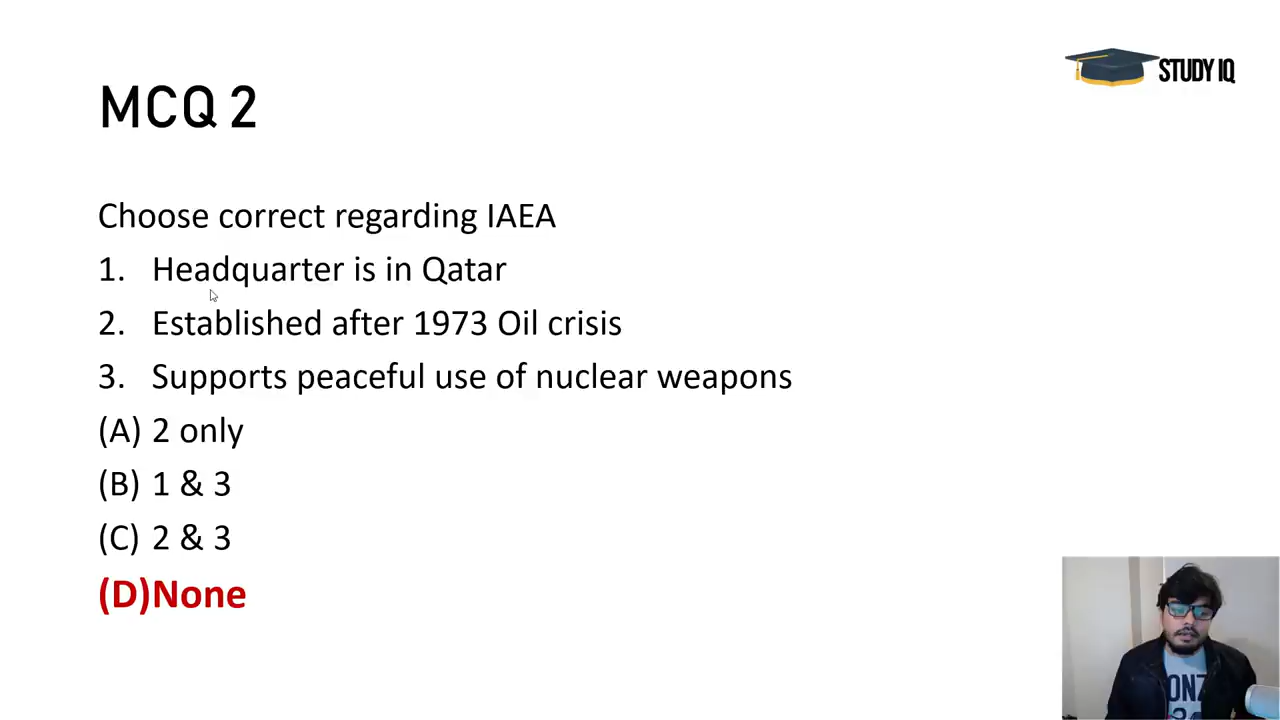 STUDY IQ
MCQ 2
Choose correct regarding IAEA
1. Headquarter is in Qatar
2. Established after 1973 Oil crisis
3. Supports peaceful use of nuclear weapons
(A) 2 only
(B) 1 & 3
(C) 2 & 3
(D)None